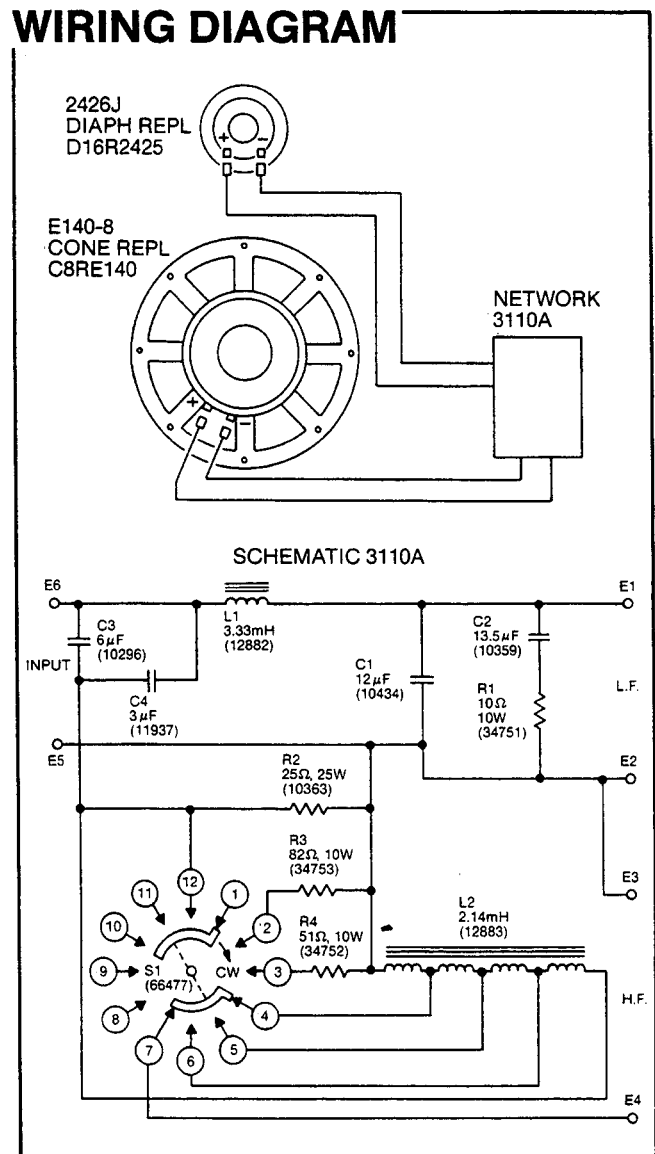 WIRING DIAGRAM
2426J
DIAPH REPL
D16R2425
+ −
E140-8
CONE REPL
C8RE140
NETWORK
3110A
+ −
SCHEMATIC 3110A
E6
E1
C3
6μF
(10296)
L1
3.33mH
(12882)
C2
13.5μF
(10359)
INPUT
C4
3μF
(11937)
C1
12μF
(10434)
R1
10Ω
10W
(34751)
L.F.
E5
E2
R2
25Ω, 25W
(10363)
R3
82Ω, 10W
(34753)
E3
12
11
1
10
2
R4
51Ω, 10W
(34752)
L2
2.14mH
(12883)
9
S1
(66477)
CW
3
H.F.
8
4
7
5
6
E4